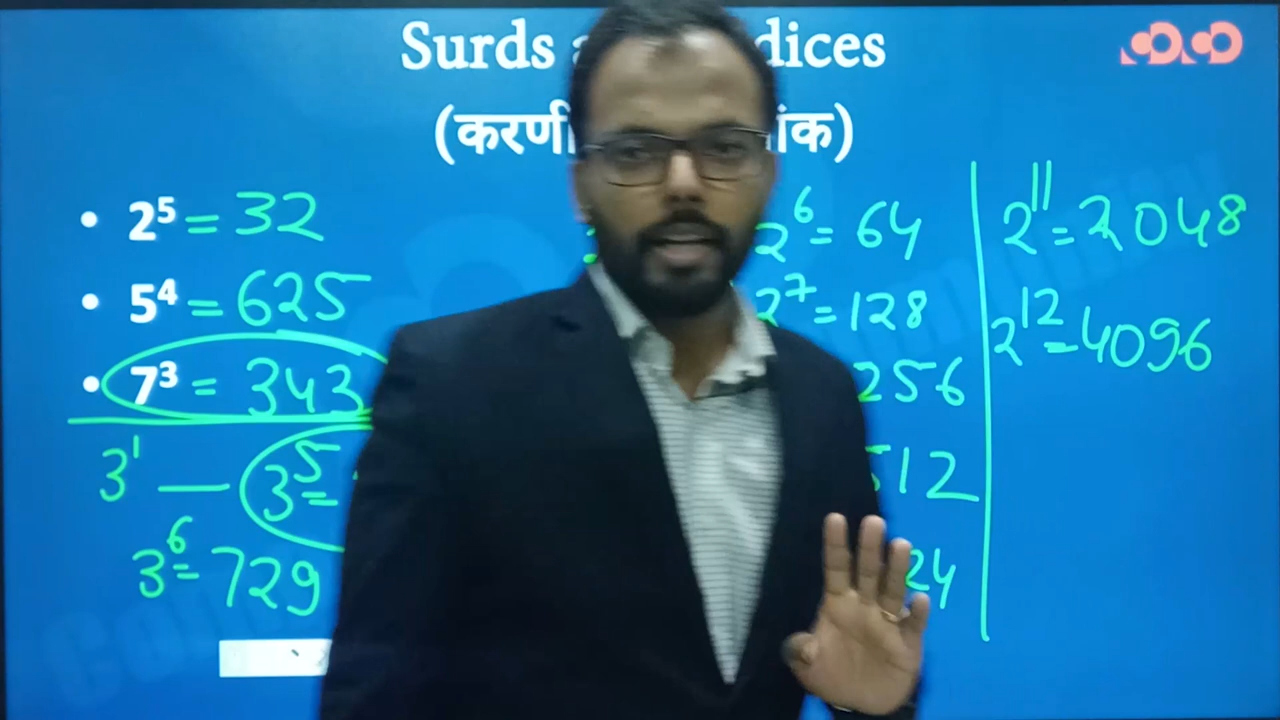 Surds
dices
(करणी
ांक)
• 2⁵ = 32
• 5⁴ = 625
• 7³ = 343
3¹ — 3⁵ =
3⁶ = 729
2⁶ = 64
2⁷ = 128
256
512
24
2¹¹ = 2048
2¹² = 4096